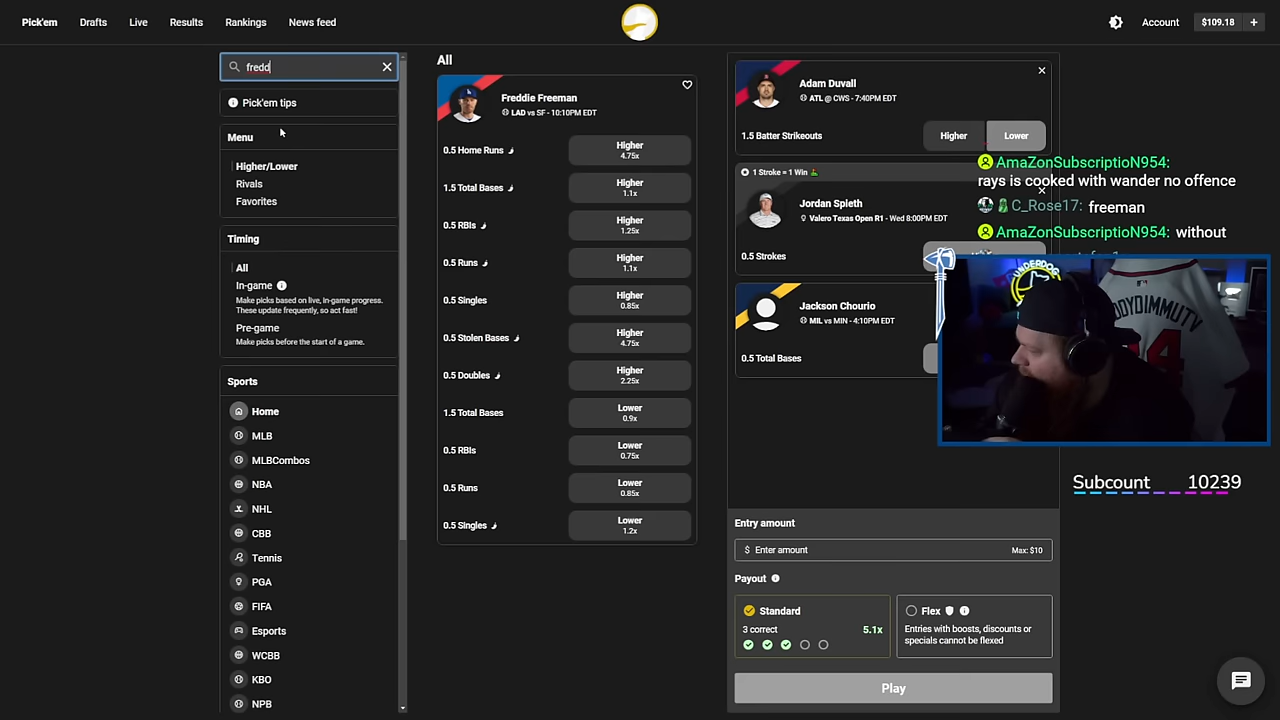 Pick'em
Drafts
Live
Results
Rankings
News feed
Account
$109.18 +
fredd
Pick'em tips
Menu
Higher/Lower
Rivals
Favorites
Timing
All
In-game
Make picks based on live, in-game progress.
These update frequently, so act fast!
Pre-game
Make picks before the start of a game.
Sports
Home
MLB
MLBCombos
NBA
NHL
CBB
Tennis
PGA
FIFA
Esports
WCBB
KBO
NPB
All
Freddie Freeman
LAD vs SF - 10:10PM EDT
0.5 Home Runs
Higher
4.75x
1.5 Total Bases
Higher
1.1x
0.5 RBIs
Higher
1.25x
0.5 Runs
Higher
1.1x
0.5 Singles
Higher
0.85x
0.5 Stolen Bases
Higher
4.75x
0.5 Doubles
Higher
2.25x
1.5 Total Bases
Lower
0.9x
0.5 RBIs
Lower
0.75x
0.5 Runs
Lower
0.85x
0.5 Singles
Lower
1.2x
Adam Duvall
ATL @ CWS - 7:40PM EDT
1.5 Batter Strikeouts
Higher
Lower
1 Stroke = 1 Win
Jordan Spieth
Valero Texas Open R1 - Wed 8:00PM EDT
0.5 Strokes
Jackson Chourio
MIL vs MIN - 4:10PM EDT
0.5 Total Bases
Entry amount
$ Enter amount
Max: $10
Payout
Standard
3 correct
5.1x
Flex
Entries with boosts, discounts or
specials cannot be flexed
Play
AmaZonSubscriptioN954:
rays is cooked with wander no offence
C_Rose17: freeman
AmaZonSubscriptioN954: without
UNDERDOG
ODYDIMMUTV
Subcount 10239